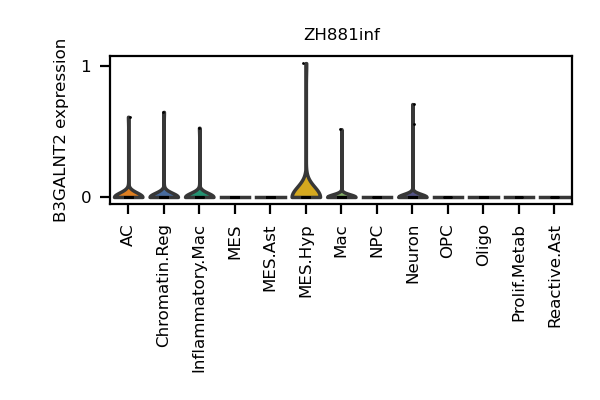 ZH881inf
B3GALNT2 expression
1
0
AC
Chromatin.Reg
Inflammatory.Mac
MES
MES.Ast
MES.Hyp
Mac
NPC
Neuron
OPC
Oligo
Prolif.Metab
Reactive.Ast